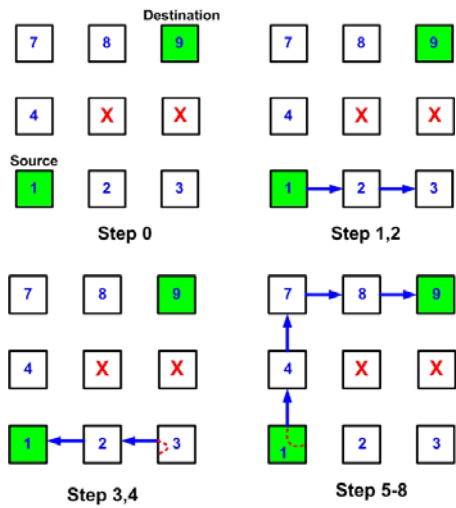 Destination
7 8 9
4 X X
Source
1 2 3
Step 0
7 8 9
4 X X
1 2 3
Step 1,2
7 8 9
4 X X
1 2 3
Step 3,4
7 8 9
4 X X
1 2 3
Step 5-8